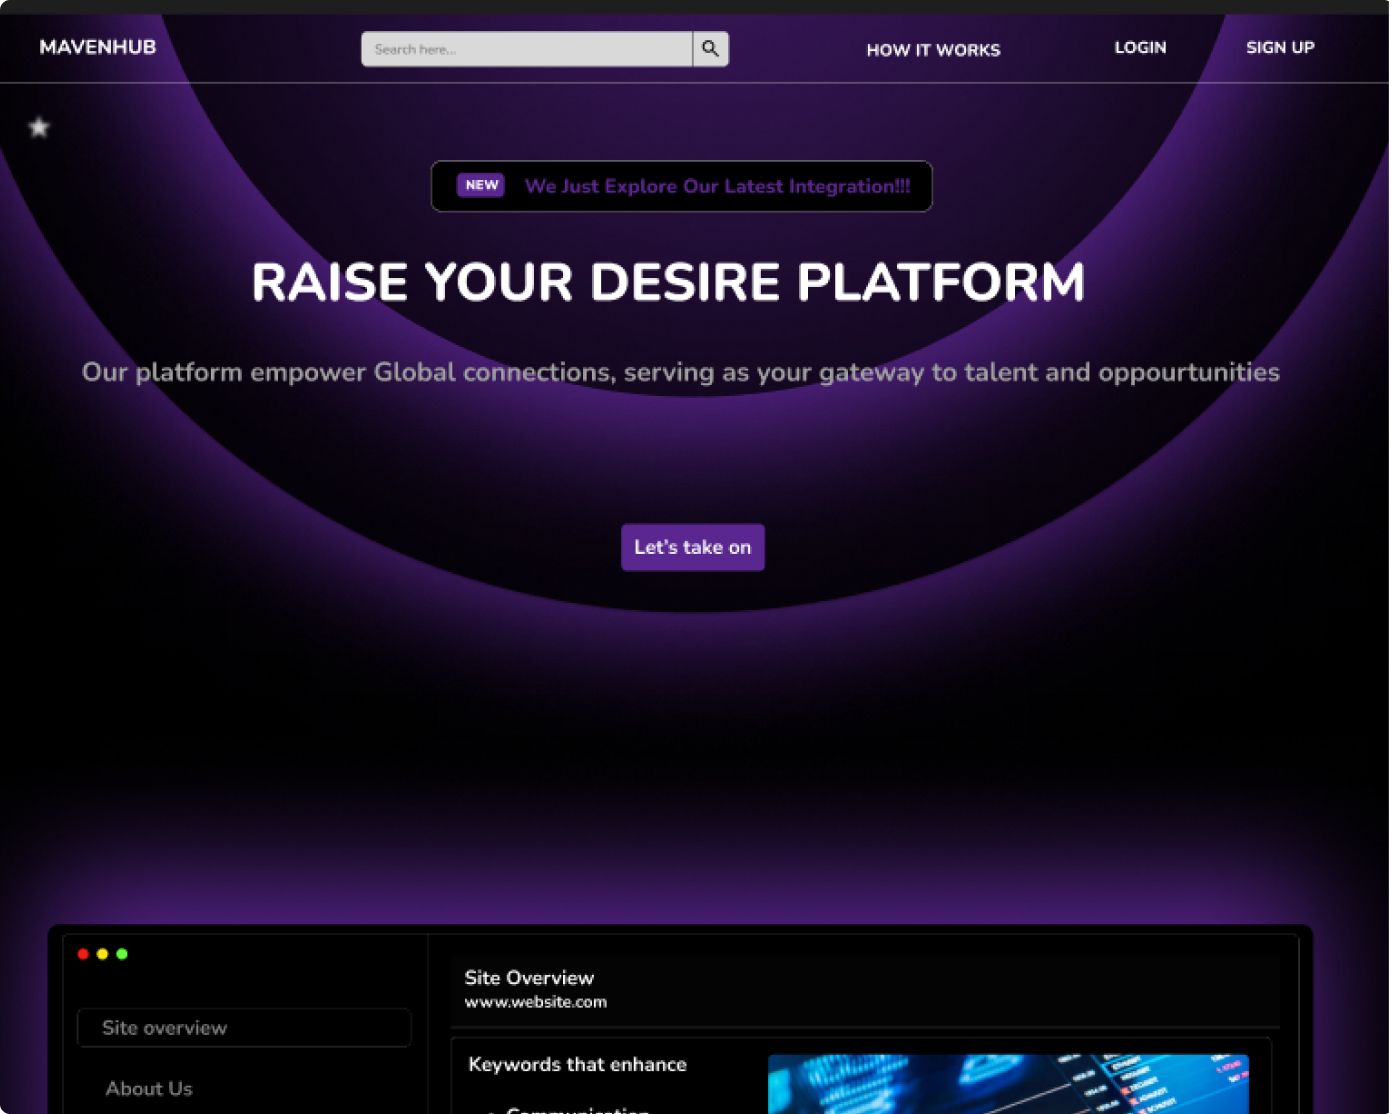 MAVENHUB
Search here...
HOW IT WORKS
LOGIN
SIGN UP
NEW We Just Explore Our Latest Integration!!!
RAISE YOUR DESIRE PLATFORM
Our platform empower Global connections, serving as your gateway to talent and oppourtunities
Let's take on
Site Overview
www.website.com
Site overview
Keywords that enhance
About Us
Communication